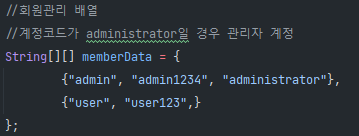 //회원관리 배열
//계정코드가 administrator일 경우 관리자 계정
String[][] memberData = {
{"admin", "admin1234", "administrator"},
{"user", "user123",}
};